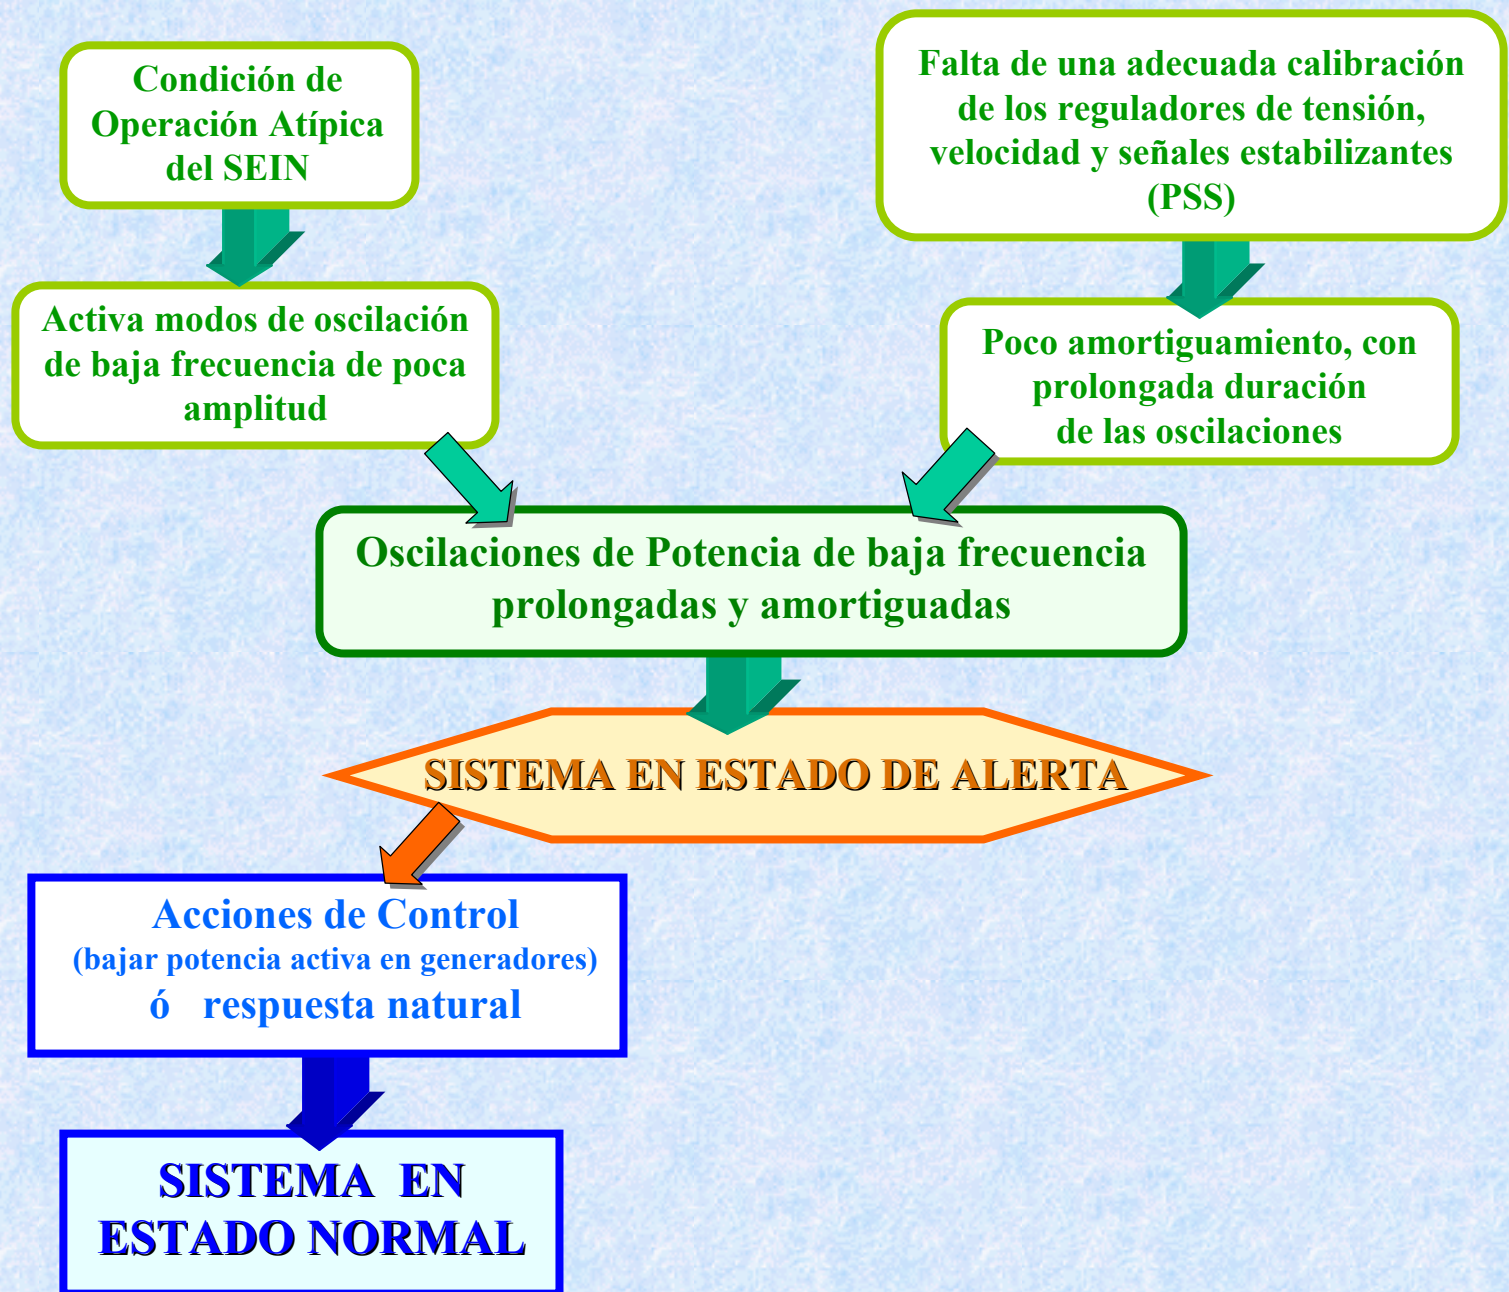 Condición de
Operación Atípica
del SEIN
Falta de una adecuada calibración
de los reguladores de tensión,
velocidad y señales estabilizantes
(PSS)
Activa modos de oscilación
de baja frecuencia de poca
amplitud
Poco amortiguamiento, con
prolongada duración
de las oscilaciones
Oscilaciones de Potencia de baja frecuencia
prolongadas y amortiguadas
SISTEMA EN ESTADO DE ALERTA
Acciones de Control
(bajar potencia activa en generadores)
ó respuesta natural
SISTEMA EN
ESTADO NORMAL